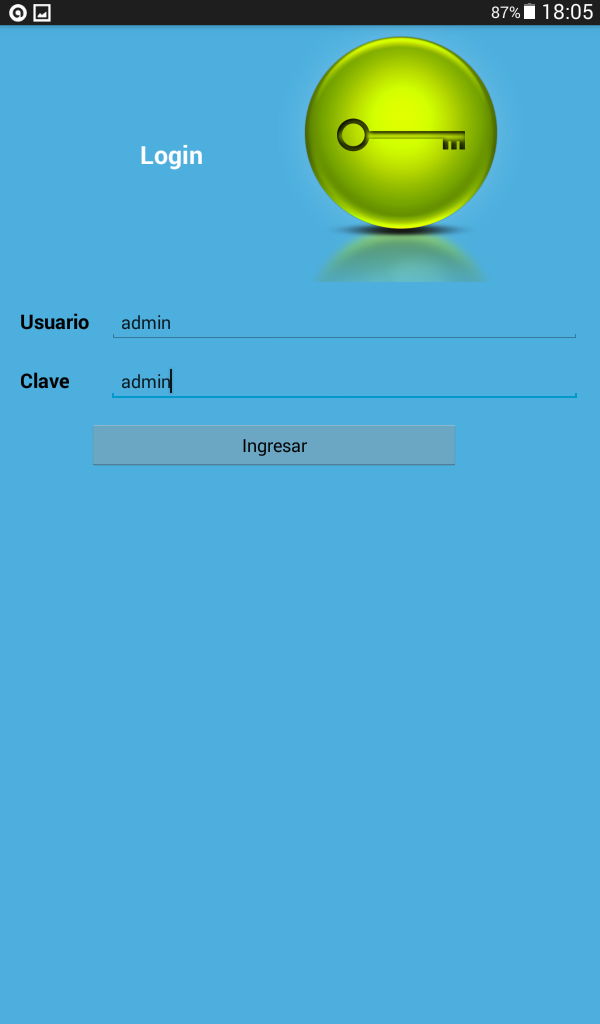 87% 18:05
Login
Usuario admin
Clave admin
Ingresar